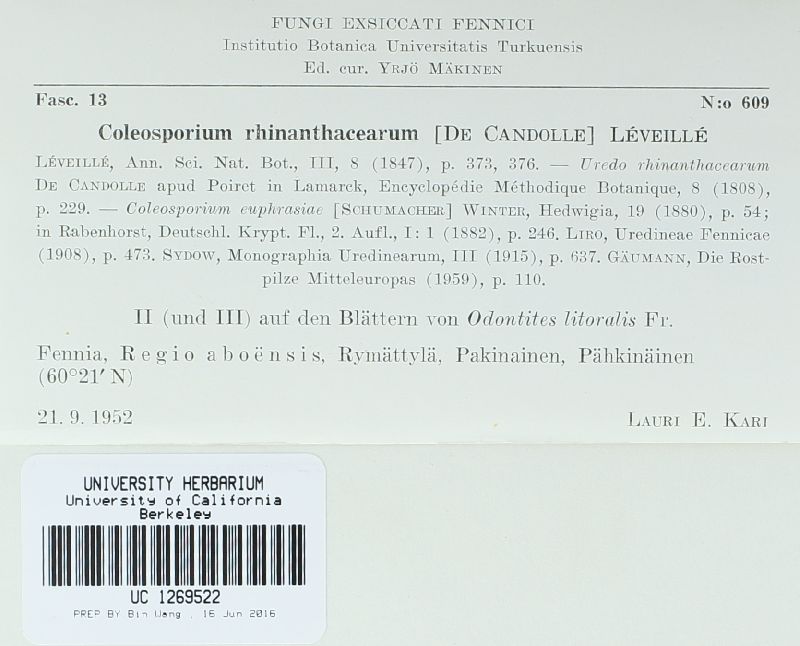 FUNGI EXSICCATI FENNICI
Institutio Botanica Universitatis Turkuensis
Ed. cur. YRJÖ MÄKINEN
Fasc. 13 N:o 609
Coleosporium rhinanthacearum [DE CANDOLLE] LÉVEILLÉ
LÉVEILLÉ, Ann. Sci. Nat. Bot., III, 8 (1847), p. 373, 376. — Uredo rhinanthacearum
DE CANDOLLE apud Poiret in Lamarck, Encyclopédie Méthodique Botanique, 8 (1808),
p. 229. — Coleosporium euphrasiae [SCHUMACHER] WINTER, Hedwigia, 19 (1880), p. 54;
in Rabenhorst, Deutschl. Krypt. Fl., 2. Aufl., I: 1 (1882), p. 246. LIRO, Uredineae Fennicae
(1908), p. 473. SYDOW, Monographia Uredinearum, III (1915), p. 637. GÄUMANN, Die Rost-
pilze Mitteleuropas (1959), p. 110.
II (und III) auf den Blättern von Odontites litoralis Fr.
Fennia, Regio aboënsis, Rymättylä, Pakinainen, Pähkinäinen
(60°21′ N)
21. 9. 1952 LAURI E. KARI
UNIVERSITY HERBARIUM
University of California
Berkeley
UC 1269522
PREP BY Bin Wang , 16 Jun 2016